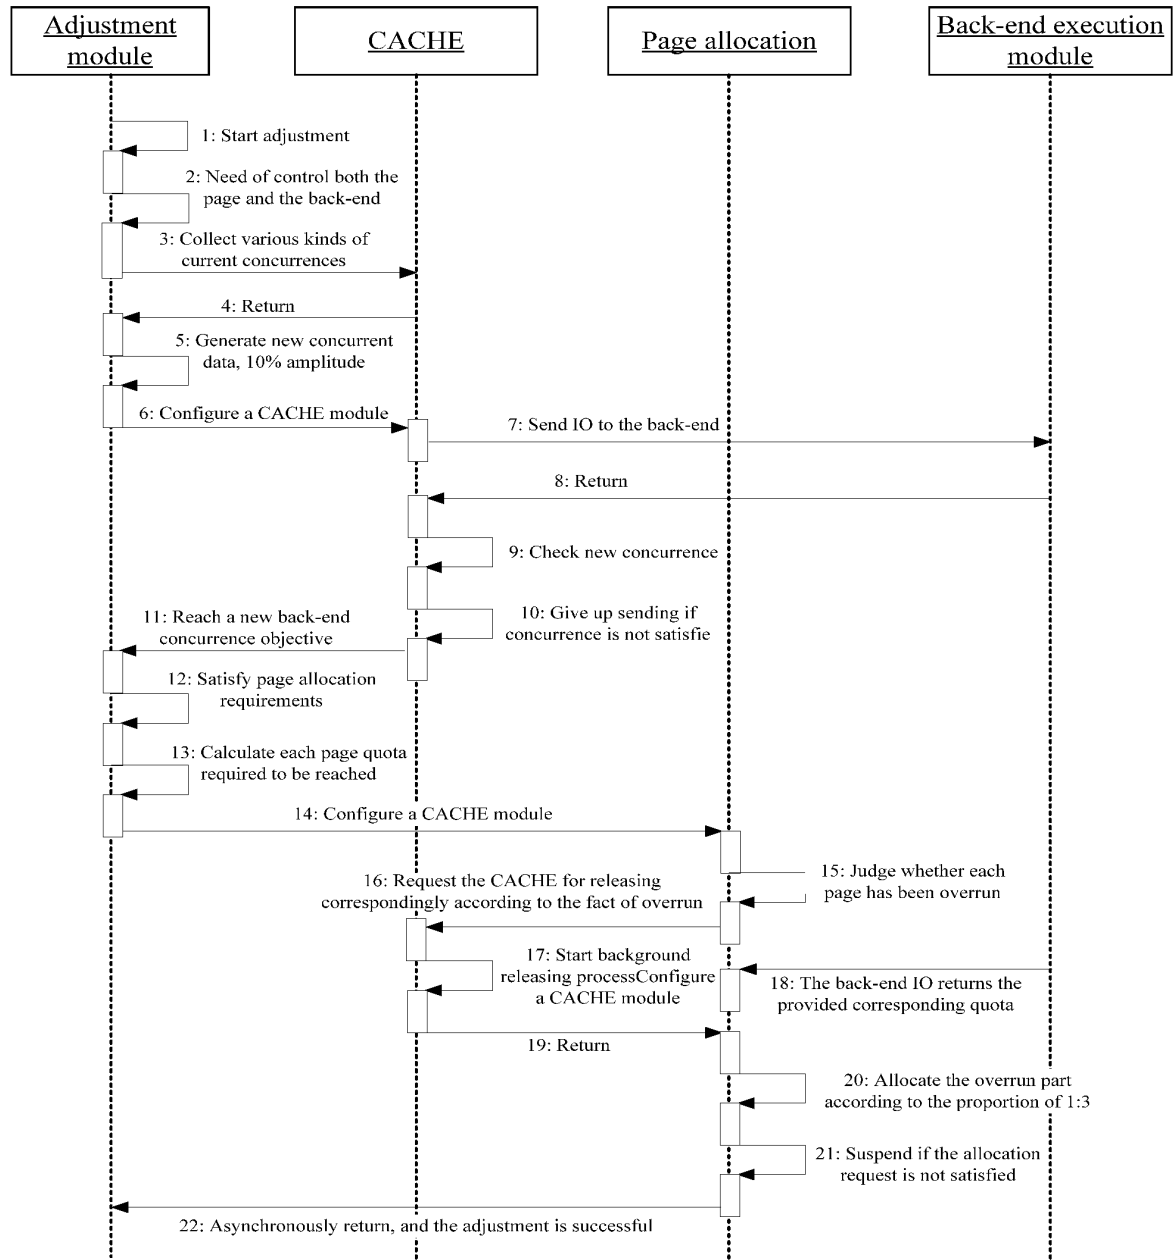 Adjustment
module
CACHE
Page allocation
Back-end execution
module
1: Start adjustment
2: Need of control both the
page and the back-end
3: Collect various kinds of
current concurrences
4: Return
5: Generate new concurrent
data, 10% amplitude
6: Configure a CACHE module
7: Send IO to the back-end
8: Return
9: Check new concurrence
10: Give up sending if
concurrence is not satisfie
11: Reach a new back-end
concurrence objective
12: Satisfy page allocation
requirements
13: Calculate each page quota
required to be reached
14: Configure a CACHE module
15: Judge whether each
page has been overrun
16: Request the CACHE for releasing
correspondingly according to the fact of overrun
17: Start background
releasing processConfigure
a CACHE module
18: The back-end IO returns the
provided corresponding quota
19: Return
20: Allocate the overrun part
according to the proportion of 1:3
21: Suspend if the allocation
request is not satisfied
22: Asynchronously return, and the adjustment is successful